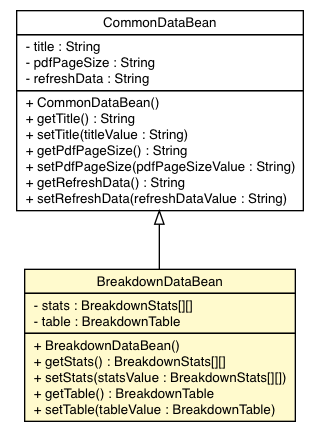 CommonDataBean
- title : String
- pdfPageSize : String
- refreshData : String
+ CommonDataBean()
+ getTitle() : String
+ setTitle(titleValue : String)
+ getPdfPageSize() : String
+ setPdfPageSize(pdfPageSizeValue : String)
+ getRefreshData() : String
+ setRefreshData(refreshDataValue : String)
BreakdownDataBean
- stats : BreakdownStats[][]
- table : BreakdownTable
+ BreakdownDataBean()
+ getStats() : BreakdownStats[][]
+ setStats(statsValue : BreakdownStats[][])
+ getTable() : BreakdownTable
+ setTable(tableValue : BreakdownTable)